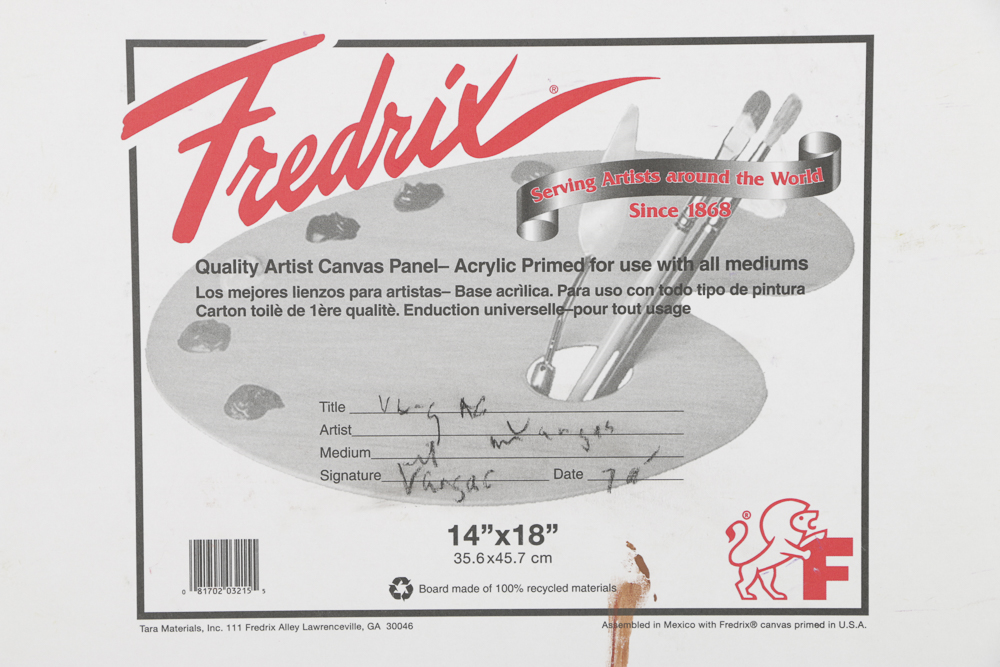 Fredrix®
Serving Artists around the World
Since 1868
Quality Artist Canvas Panel– Acrylic Primed for use with all mediums
Los mejores lienzos para artistas– Base acrìlica. Para uso con todo tipo de pintura
Carton toilè de 1ère qualitè. Enduction universelle–pour tout usage
Title
Artist
Medium
Signature Vargas Date
14”x18”
35.6x45.7 cm
® F
0 81702 03215 5
Board made of 100% recycled materials
Tara Materials, Inc. 111 Fredrix Alley Lawrenceville, GA 30046
Assembled in Mexico with Fredrix® canvas primed in U.S.A.